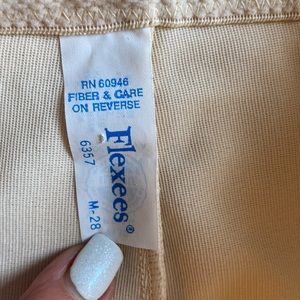 RN 60946
FIBER & CARE
ON REVERSE
Flexees®
6357 M-28